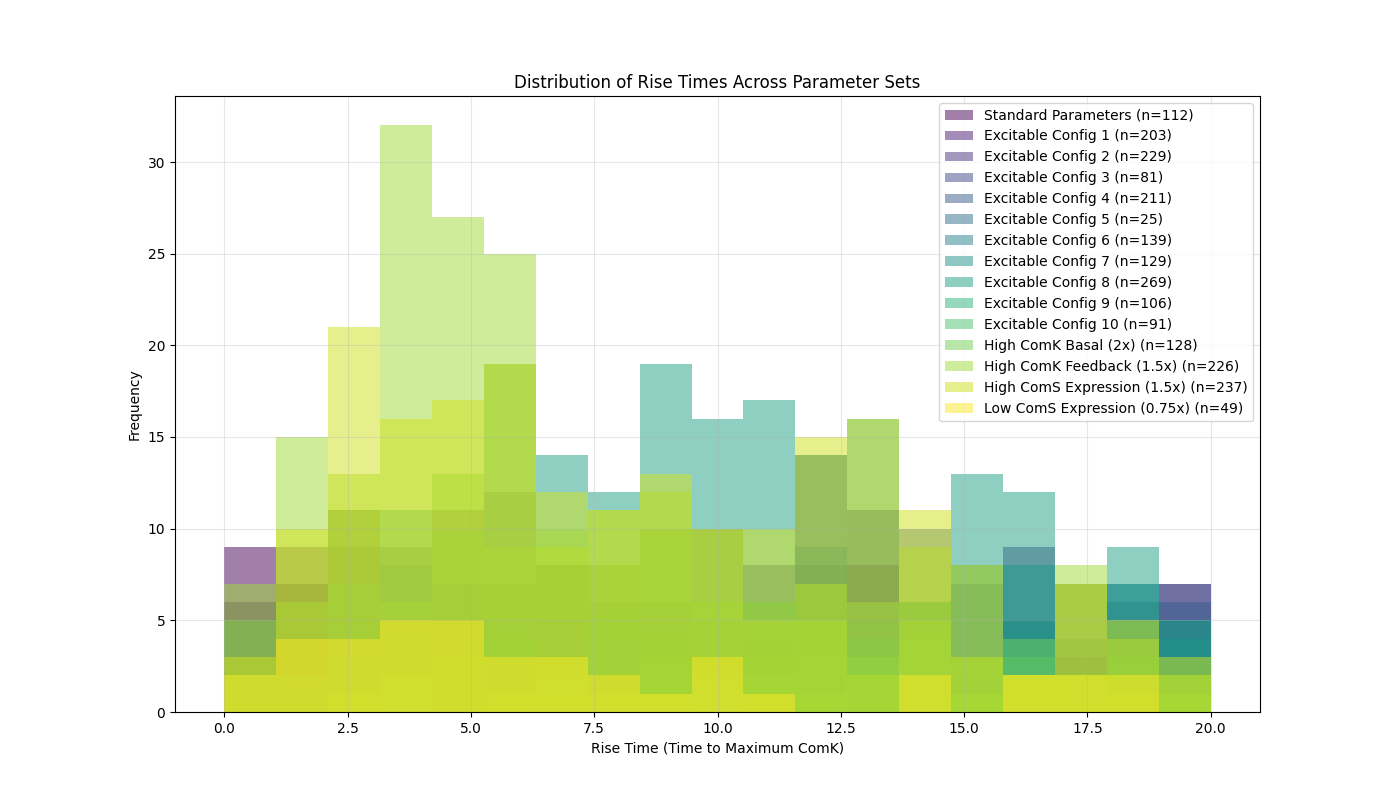 Distribution of Rise Times Across Parameter Sets
Standard Parameters (n=112)
Excitable Config 1 (n=203)
Excitable Config 2 (n=229)
Excitable Config 3 (n=81)
Excitable Config 4 (n=211)
Excitable Config 5 (n=25)
Excitable Config 6 (n=139)
Excitable Config 7 (n=129)
Excitable Config 8 (n=269)
Excitable Config 9 (n=106)
Excitable Config 10 (n=91)
High ComK Basal (2x) (n=128)
High ComK Feedback (1.5x) (n=226)
High ComS Expression (1.5x) (n=237)
Low ComS Expression (0.75x) (n=49)
Frequency
30
25
20
15
10
5
0
0.0 2.5 5.0 7.5 10.0 12.5 15.0 17.5 20.0
Rise Time (Time to Maximum ComK)